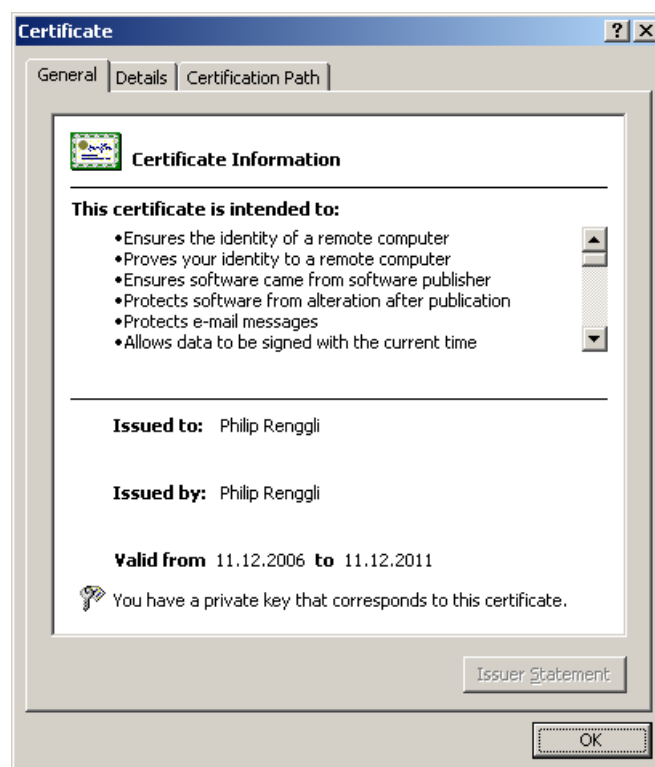 Certificate
General Details Certification Path
Certificate Information
This certificate is intended to:
•Ensures the identity of a remote computer
•Proves your identity to a remote computer
•Ensures software came from software publisher
•Protects software from alteration after publication
•Protects e-mail messages
•Allows data to be signed with the current time
Issued to: Philip Renggli
Issued by: Philip Renggli
Valid from 11.12.2006 to 11.12.2011
You have a private key that corresponds to this certificate.
Issuer Statement
OK